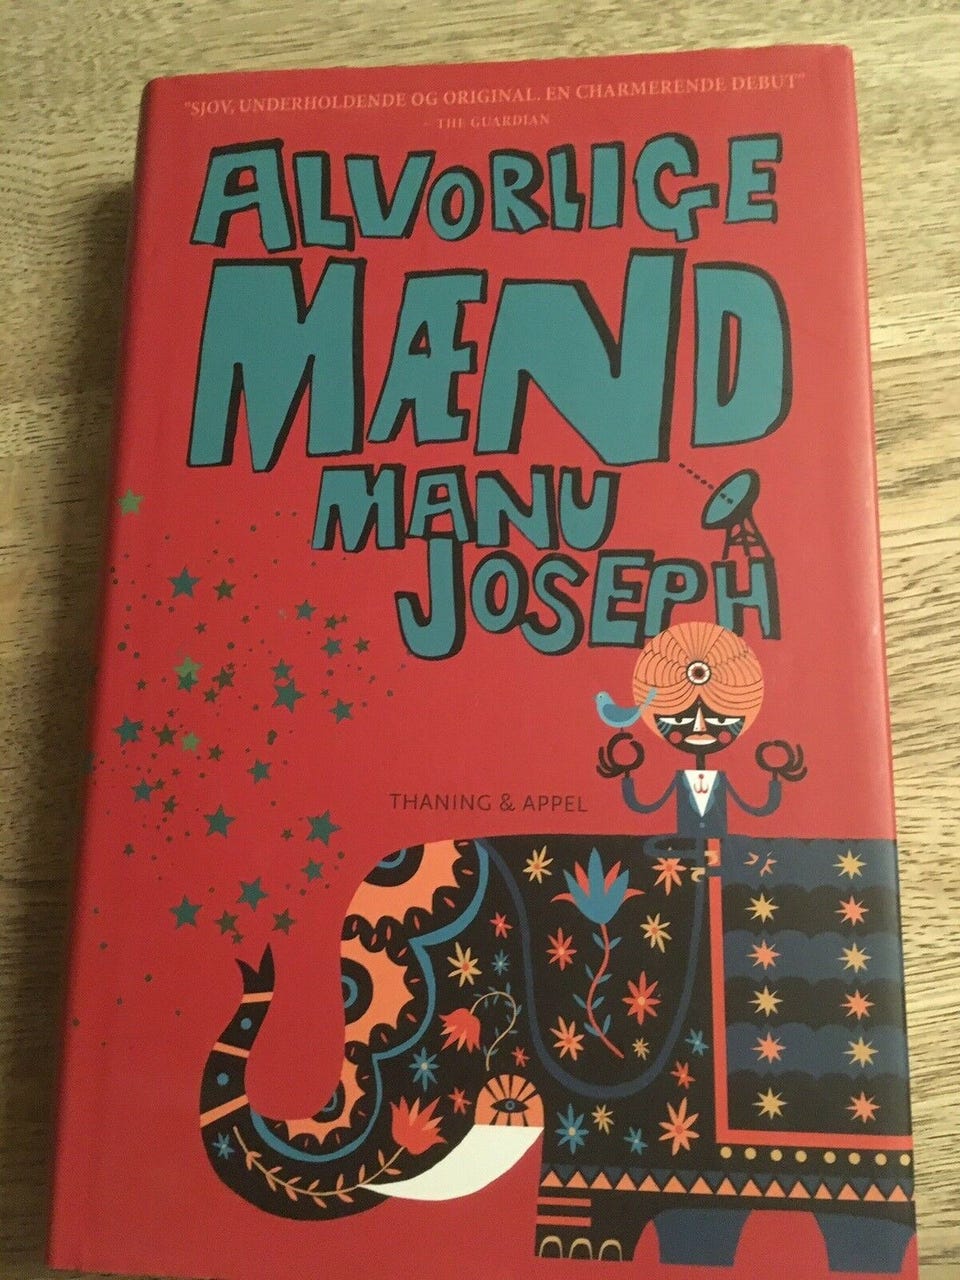 "SJOV, UNDERHOLDENDE OG ORIGINAL. EN CHARMERENDE DEBUT"
- THE GUARDIAN
ALVORLIGE
MÆND
MANU
JOSEPH
THANING & APPEL